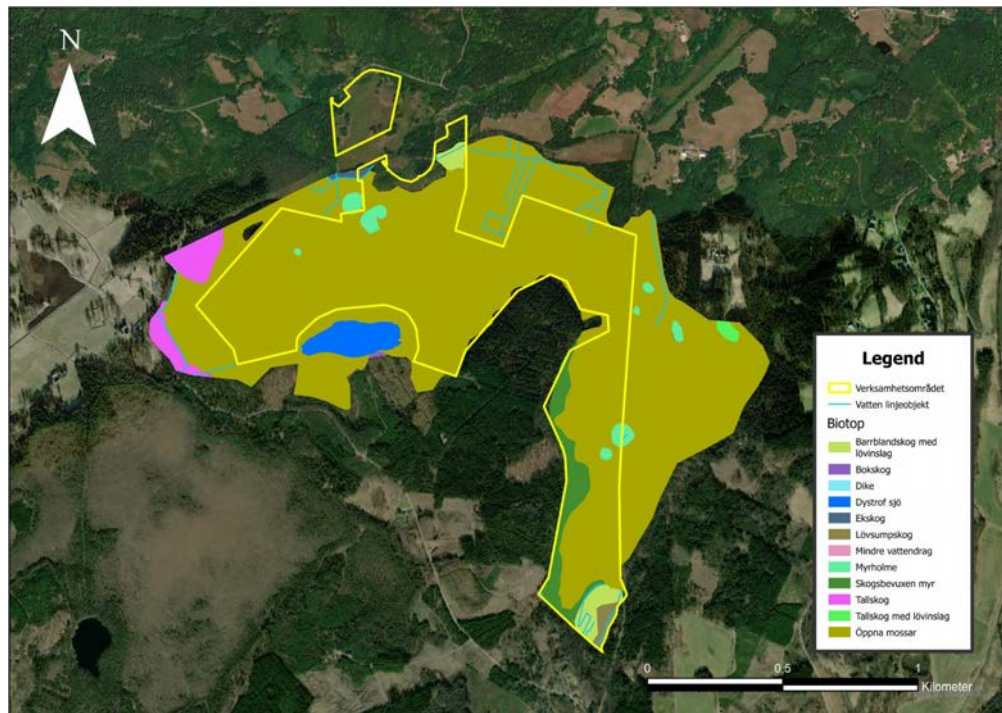 N
Legend
Verksamhetsområdet
Vatten linjeobjekt
Biotop
Barrblandskog med
lövinslag
Bokskog
Dike
Dystrof sjö
Ekskog
Lövsumpskog
Mindre vattendrag
Myrholme
Skogsbevuxen myr
Tallskog
Tallskog med lövinslag
Öppna mossar
0 0 5 1
Kilometer